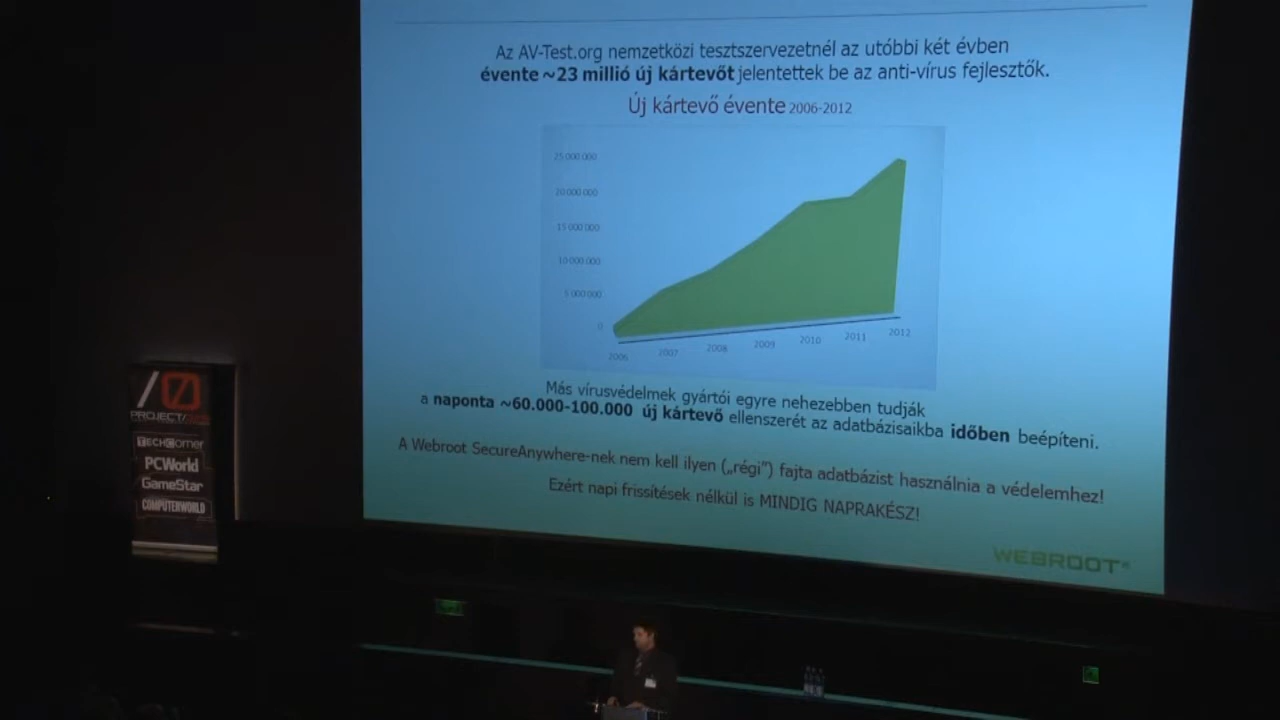 Az AV-Test.org nemzetközi tesztszervezetnél az utóbbi két évben
évente ~23 millió új kártevőt jelentettek be az anti-vírus fejlesztők.
Új kártevő évente 2006-2012
25 000 000
20 000 000
15 000 000
10 000 000
5 000 000
0
2006
2007
2008
2009
2010
2011
2012
Más vírusvédelmek gyártói egyre nehezebben tudják
a naponta ~60.000-100.000 új kártevő ellenszerét az adatbázisaikba időben beépíteni.
A Webroot SecureAnywhere-nek nem kell ilyen („régi”) fajta adatbázist használnia a védelemhez!
Ezért napi frissítések nélkül is MINDIG NAPRAKÉSZ!
WEBROOT®
/0
PROJECT/
TECHCorner
PCWorld
GameStar
COMPUTERWORLD